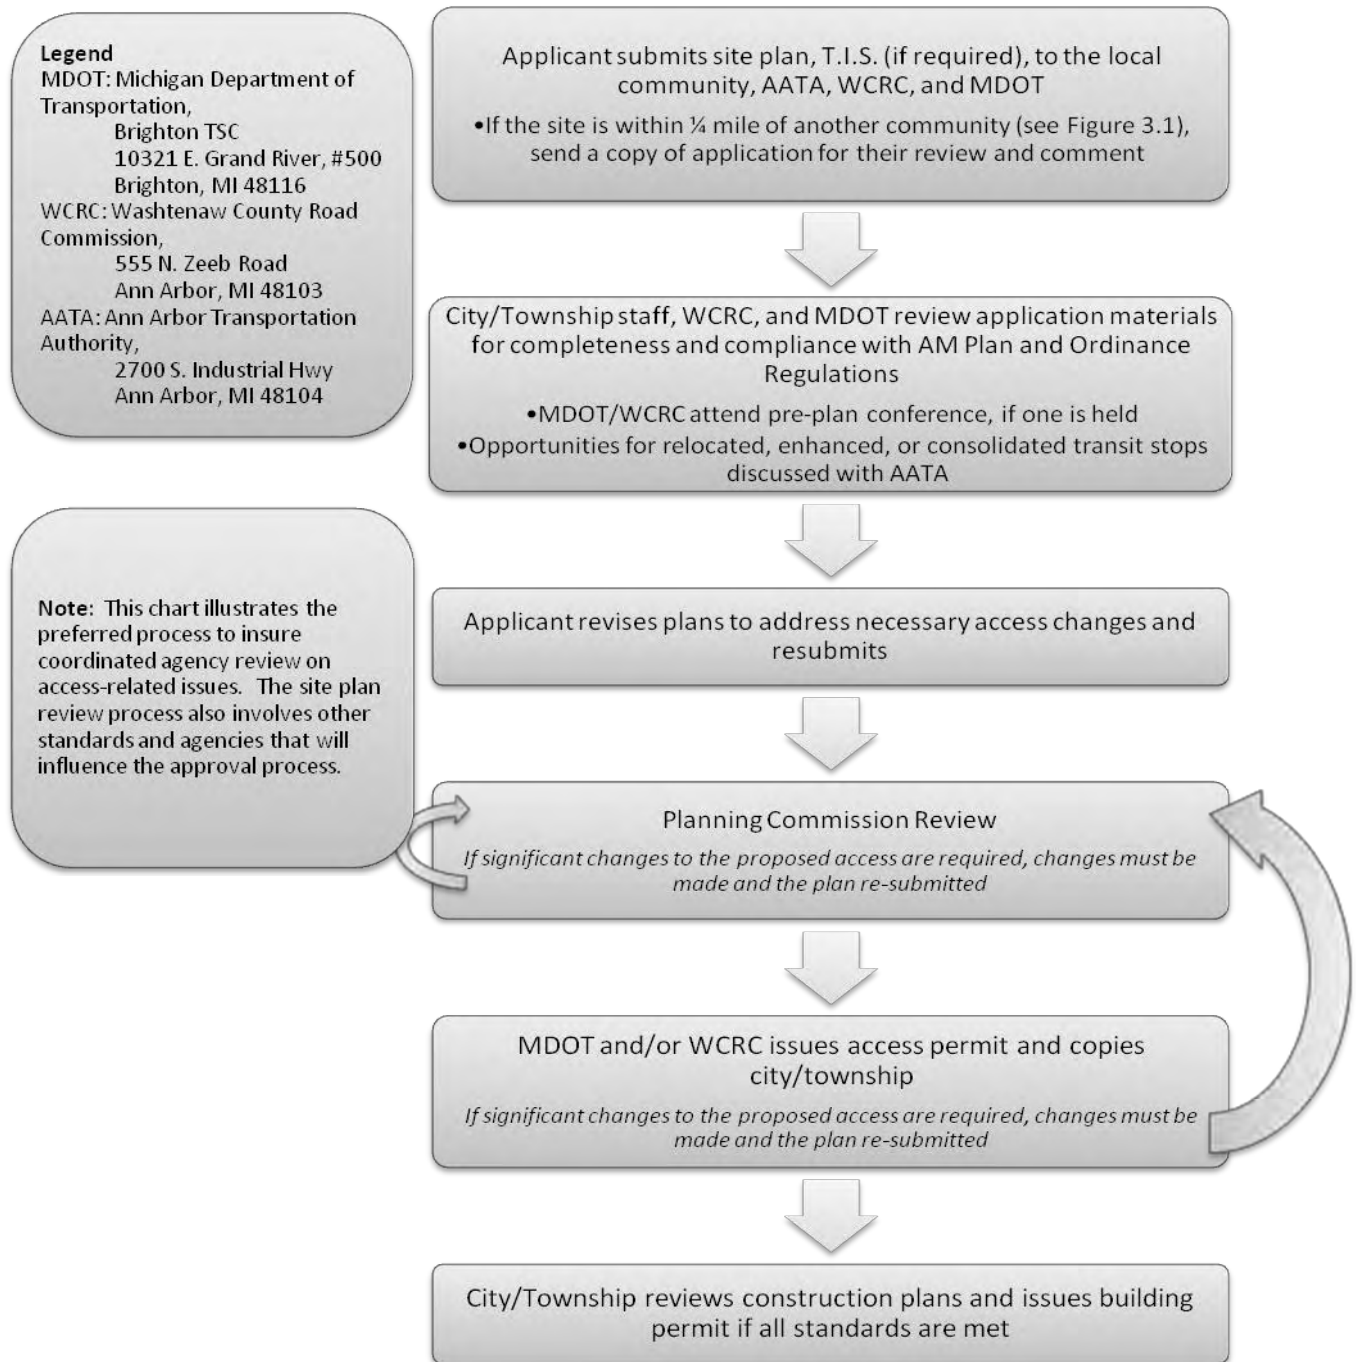 Legend
MDOT: Michigan Department of
Transportation,
Brighton TSC
10321 E. Grand River, #500
Brighton, MI 48116
WCRC: Washtenaw County Road
Commission,
555 N. Zeeb Road
Ann Arbor, MI 48103
AATA: Ann Arbor Transportation
Authority,
2700 S. Industrial Hwy
Ann Arbor, MI 48104
Applicant submits site plan, T.I.S. (if required), to the local
community, AATA, WCRC, and MDOT
•If the site is within ¼ mile of another community (see Figure 3.1),
send a copy of application for their review and comment
City/Township staff, WCRC, and MDOT review application materials
for completeness and compliance with AM Plan and Ordinance
Regulations
•MDOT/WCRC attend pre-plan conference, if one is held
•Opportunities for relocated, enhanced, or consolidated transit stops
discussed with AATA
Note: This chart illustrates the
preferred process to insure
coordinated agency review on
access-related issues. The site plan
review process also involves other
standards and agencies that will
influence the approval process.
Applicant revises plans to address necessary access changes and
resubmits
Planning Commission Review
If significant changes to the proposed access are required, changes must be
made and the plan re-submitted
MDOT and/or WCRC issues access permit and copies
city/township
If significant changes to the proposed access are required, changes must be
made and the plan re-submitted
City/Township reviews construction plans and issues building
permit if all standards are met